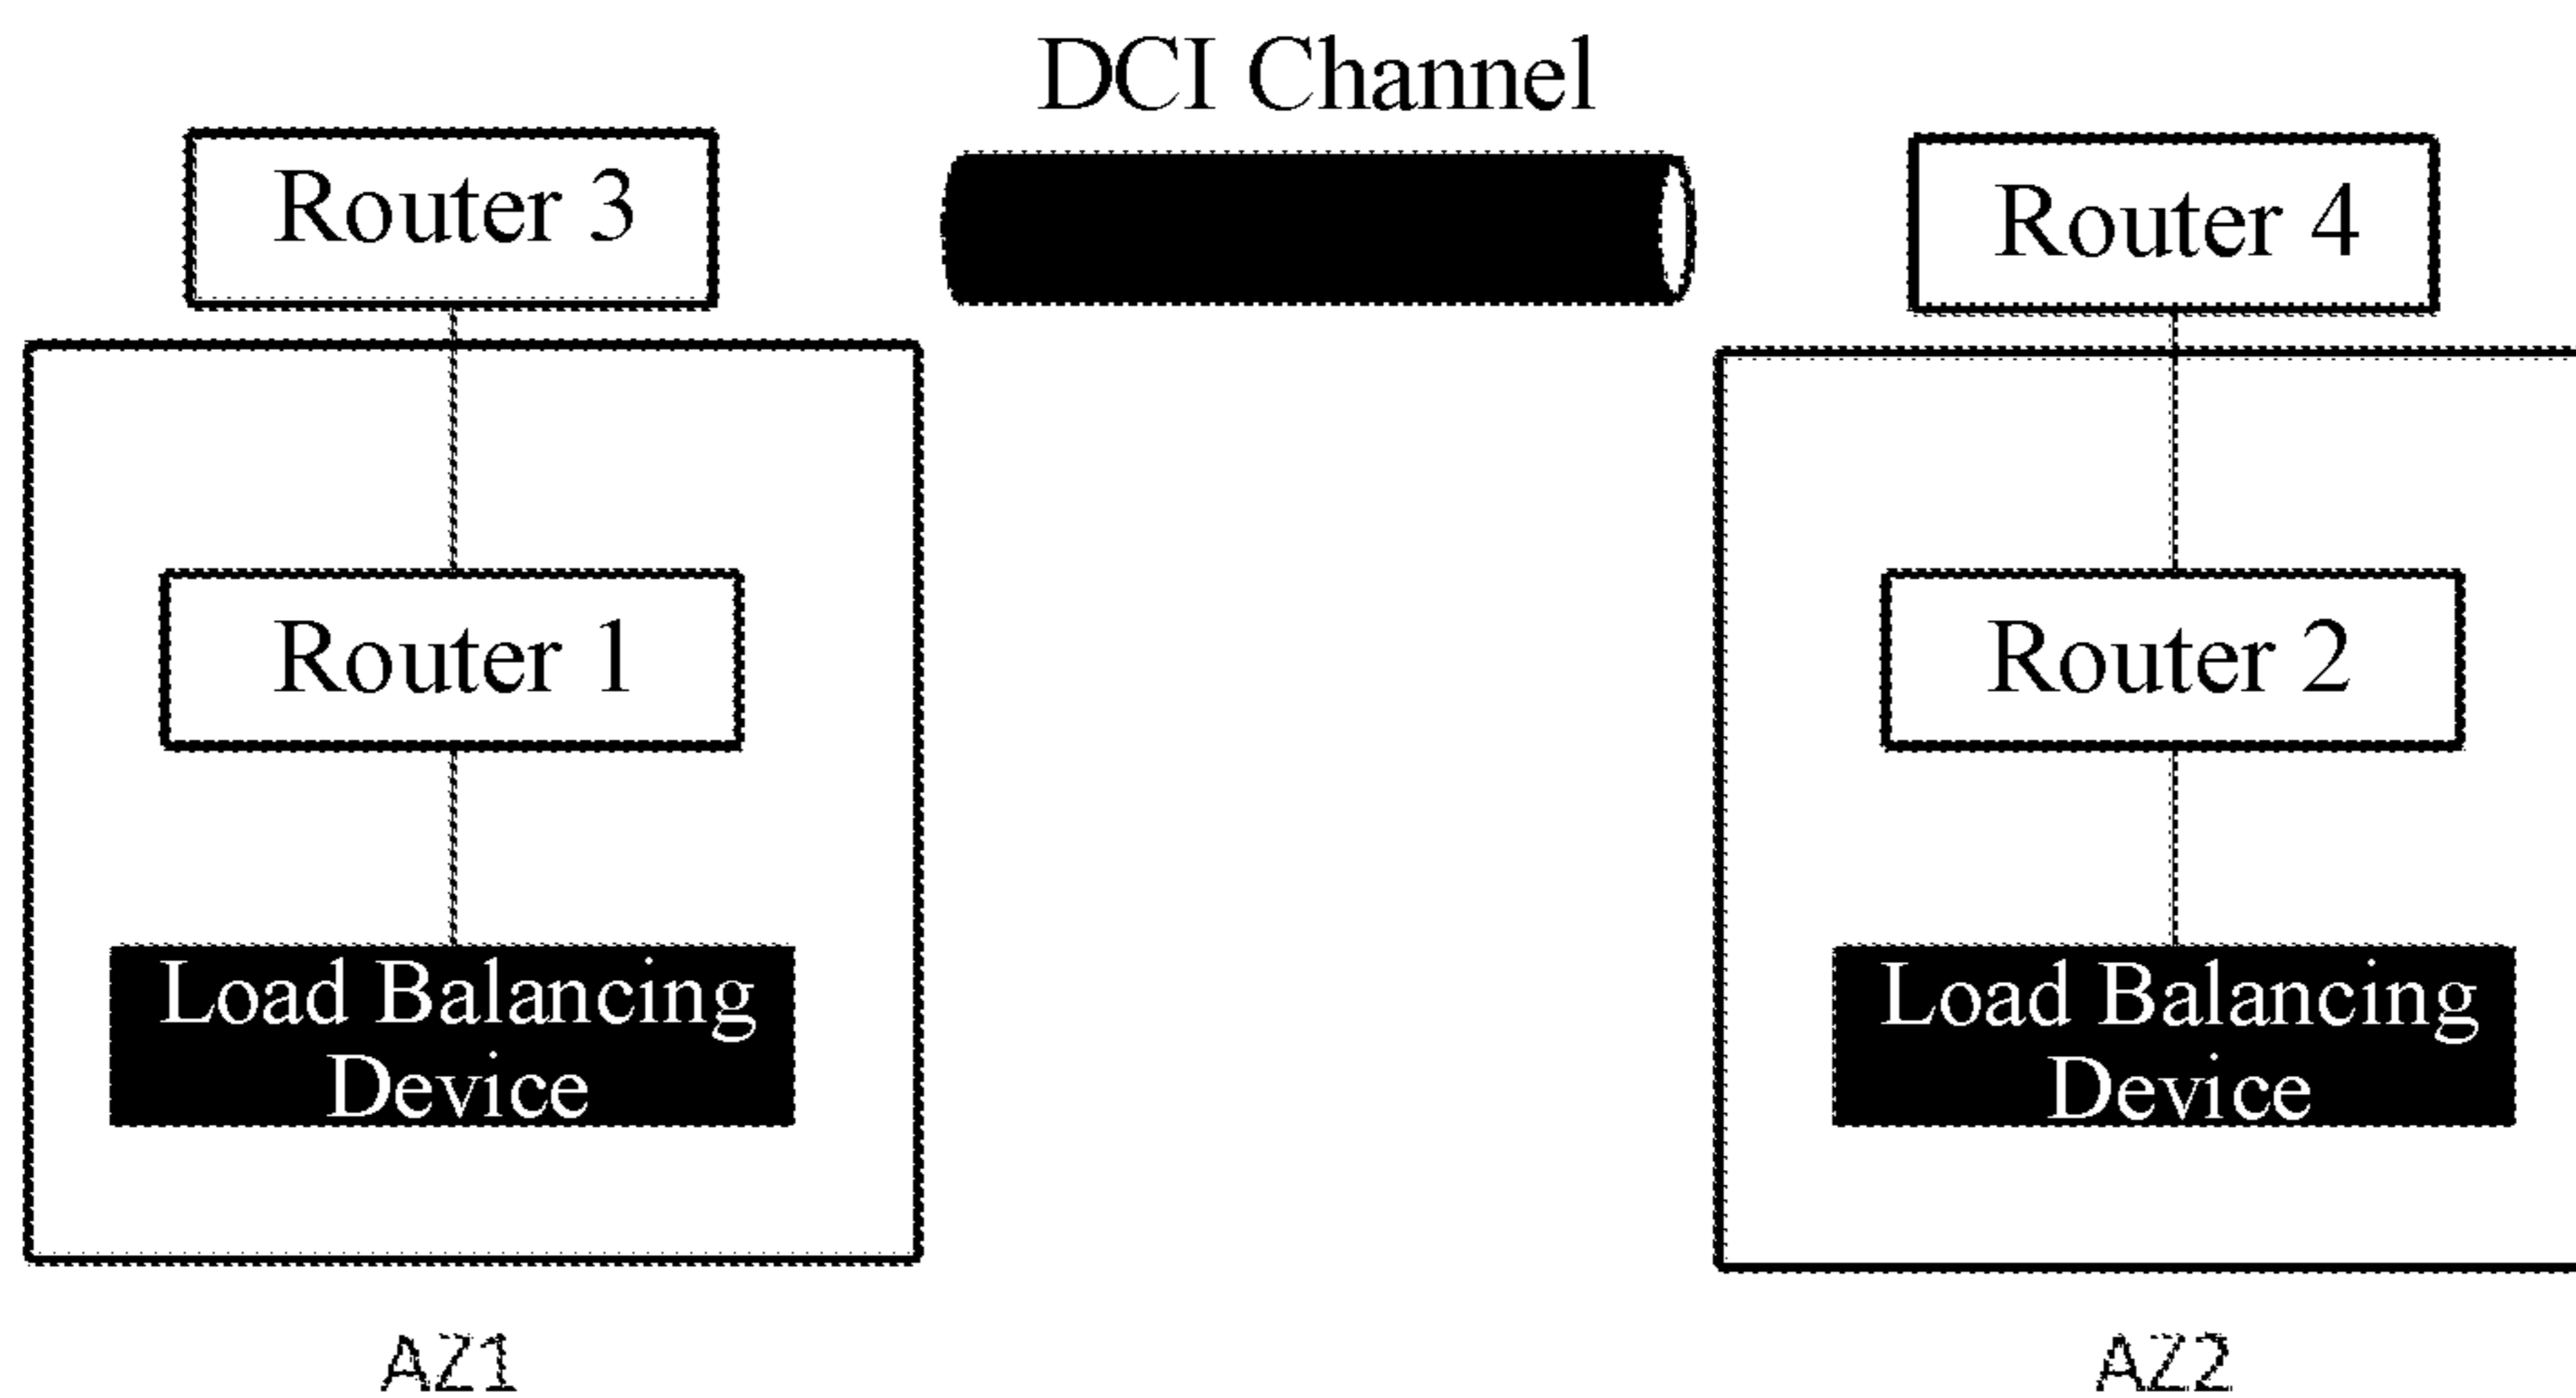 DCI Channel
Router 3
Router 4
Router 1
Router 2
Load Balancing
Device
Load Balancing
Device
AZ1
AZ2